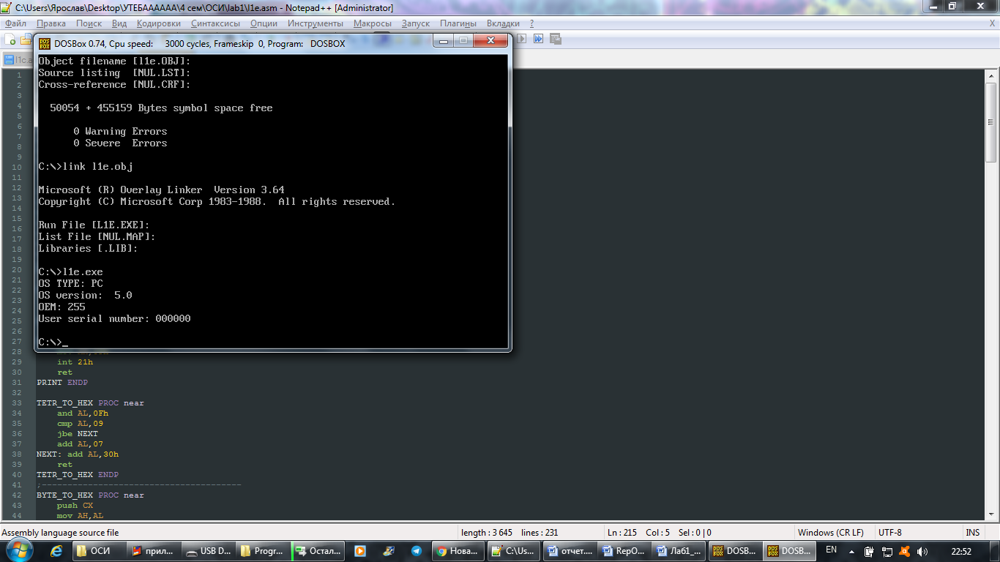 C:\Users\Ярослав\Desktop\УТЕБАААААА\4 сем\ОСИ\lab1\l1e.asm - Notepad++ [Administrator]
Файл Правка Поиск Вид Кодировки Синтаксисы Опции Инструменты Макросы Запуск Плагины Вкладки ? X
DOSBox 0.74, Cpu speed: 3000 cycles, Frameskip 0, Program: DOSBOX
Object filename [l1e.OBJ]:
Source listing [NUL.LST]:
Cross-reference [NUL.CRF]:
50054 + 455159 Bytes symbol space free
0 Warning Errors
0 Severe Errors
C:\>link l1e.obj
Microsoft (R) Overlay Linker Version 3.64
Copyright (C) Microsoft Corp 1983-1988. All rights reserved.
Run File [L1E.EXE]:
List File [NUL.MAP]:
Libraries [.LIB]:
C:\>l1e.exe
OS TYPE: PC
OS version: 5.0
OEM: 255
User serial number: 000000
C:\>_
1
2
3
4
5
6
7
8
9
10
11
12
13
14
15
16
17
18
19
20
21
22
23
24
25
26
27
28
29 int 21h
30 ret
31 PRINT ENDP
32
33 TETR_TO_HEX PROC near
34 and AL,0Fh
35 cmp AL,09
36 jbe NEXT
37 add AL,07
38 NEXT: add AL,30h
39 ret
40 TETR_TO_HEX ENDP
41 ;---------------------------------------
42 BYTE_TO_HEX PROC near
43 push CX
44 mov AH,AL
Assembly language source file length : 3 645 lines : 231 Ln : 215 Col : 5 Sel : 0 | 0 Windows (CR LF) UTF-8 INS
ОСИ прил... USB D... Progr... Остал... Нова... C:\Us... отчет.... RepO... Лаб1_... DOSB... DOSB... EN 22:52